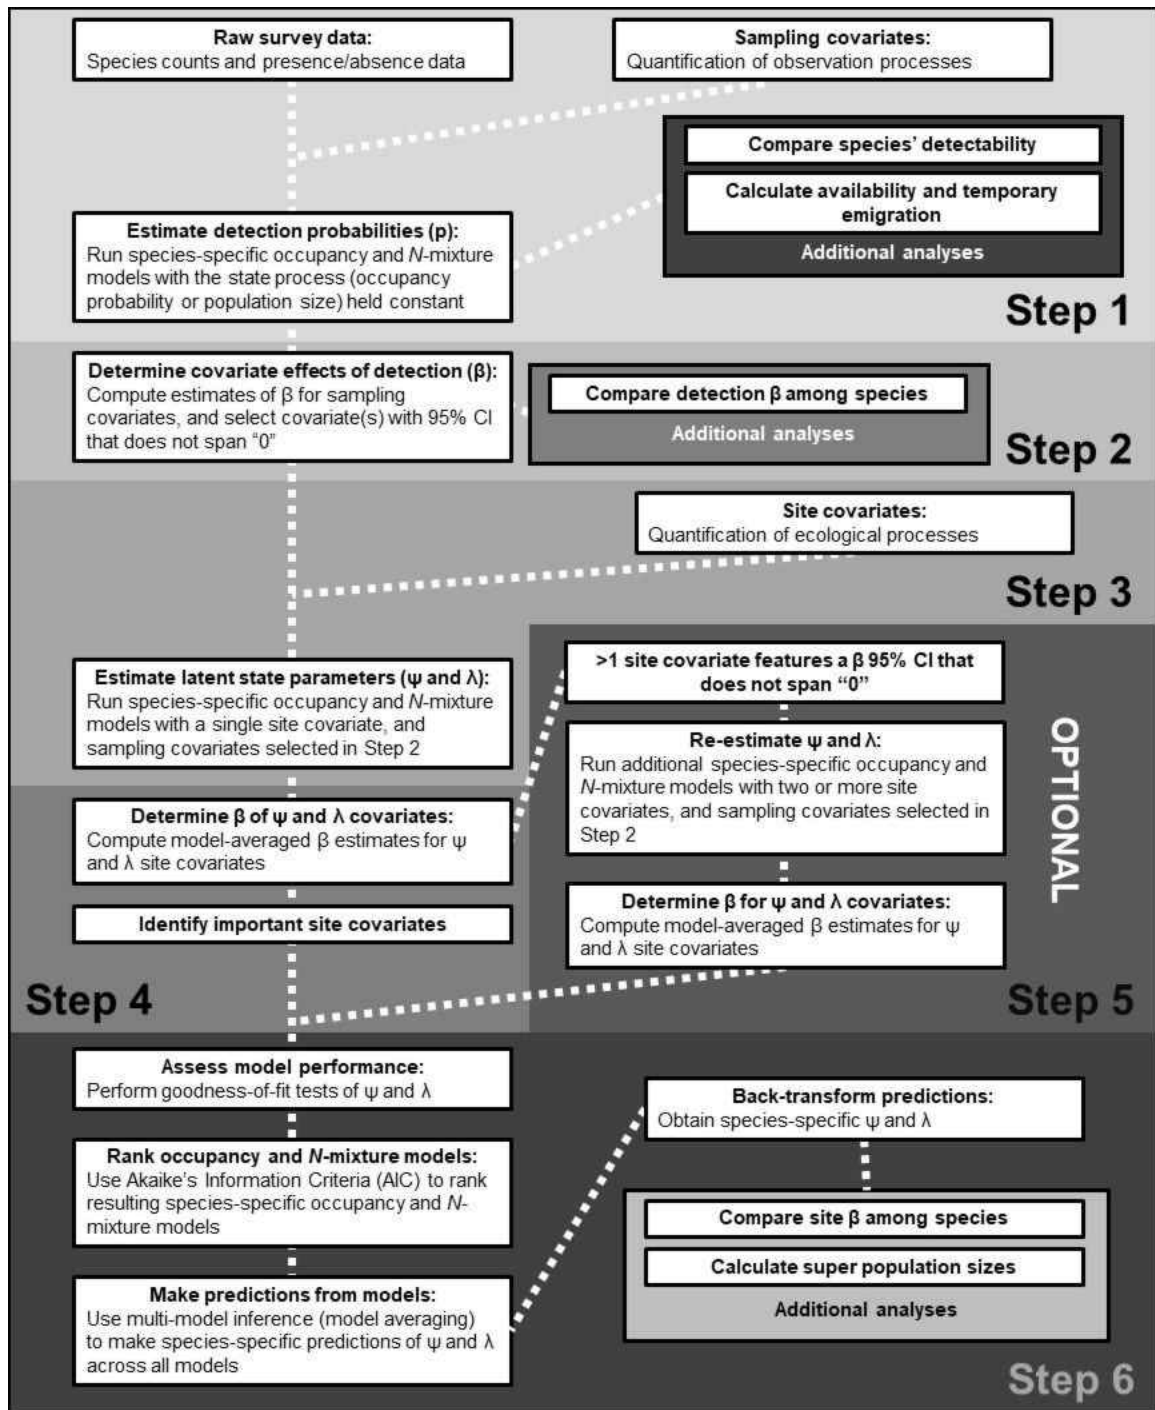 Raw survey data:
Species counts and presence/absence data
Sampling covariates:
Quantification of observation processes
Compare species' detectability
Calculate availability and temporary
emigration
Additional analyses
Estimate detection probabilities (p):
Run species-specific occupancy and N-mixture
models with the state process (occupancy
probability or population size) held constant
Step 1
Determine covariate effects of detection (β):
Compute estimates of β for sampling
covariates, and select covariate(s) with 95% CI
that does not span “0”
Compare detection β among species
Additional analyses
Step 2
Site covariates:
Quantification of ecological processes
Step 3
Estimate latent state parameters (ψ and λ):
Run species-specific occupancy and N-mixture
models with a single site covariate, and
sampling covariates selected in Step 2
>1 site covariate features a β 95% CI that
does not span “0”
Re-estimate ψ and λ:
Run additional species-specific occupancy and
N-mixture models with two or more site
covariates, and sampling covariates selected in
Step 2
OPTIONAL
Determine β of ψ and λ covariates:
Compute model-averaged β estimates for ψ
and λ site covariates
Identify important site covariates
Determine β for ψ and λ covariates:
Compute model-averaged β estimates for ψ
and λ site covariates
Step 4
Step 5
Assess model performance:
Perform goodness-of-fit tests of ψ and λ
Rank occupancy and N-mixture models:
Use Akaike's Information Criteria (AIC) to rank
resulting species-specific occupancy and N-
mixture models
Make predictions from models:
Use multi-model inference (model averaging)
to make species-specific predictions of ψ and λ
across all models
Back-transform predictions:
Obtain species-specific ψ and λ
Compare site β among species
Calculate super population sizes
Additional analyses
Step 6